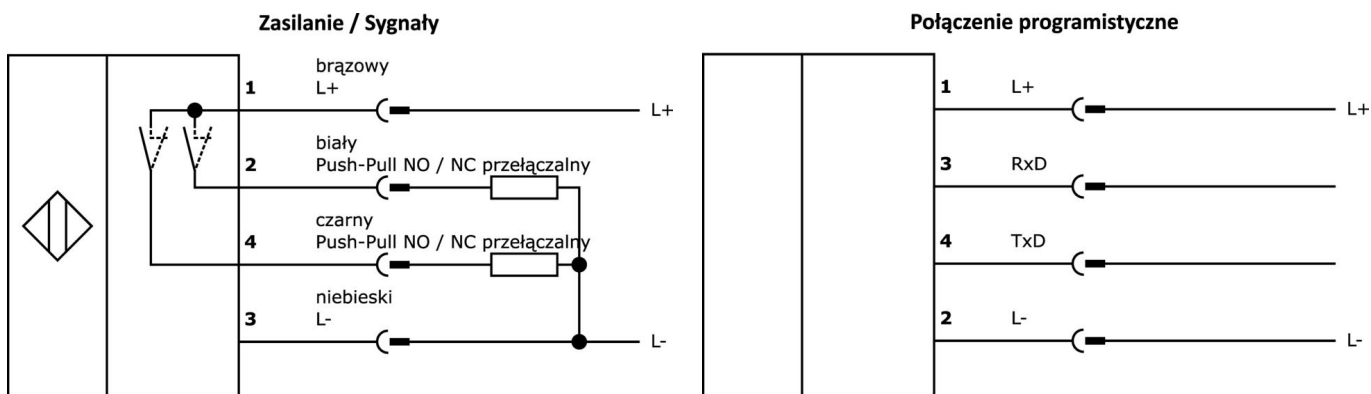 Zasilanie / Sygnały
brązowy
1 L+
L+
biały
2 Push-Pull NO / NC przełączalny
czarny
4 Push-Pull NO / NC przełączalny
niebieski
3 L-
L-
Połączenie programistyczne
1 L+
L+
3 RxD
4 TxD
2 L-
L-